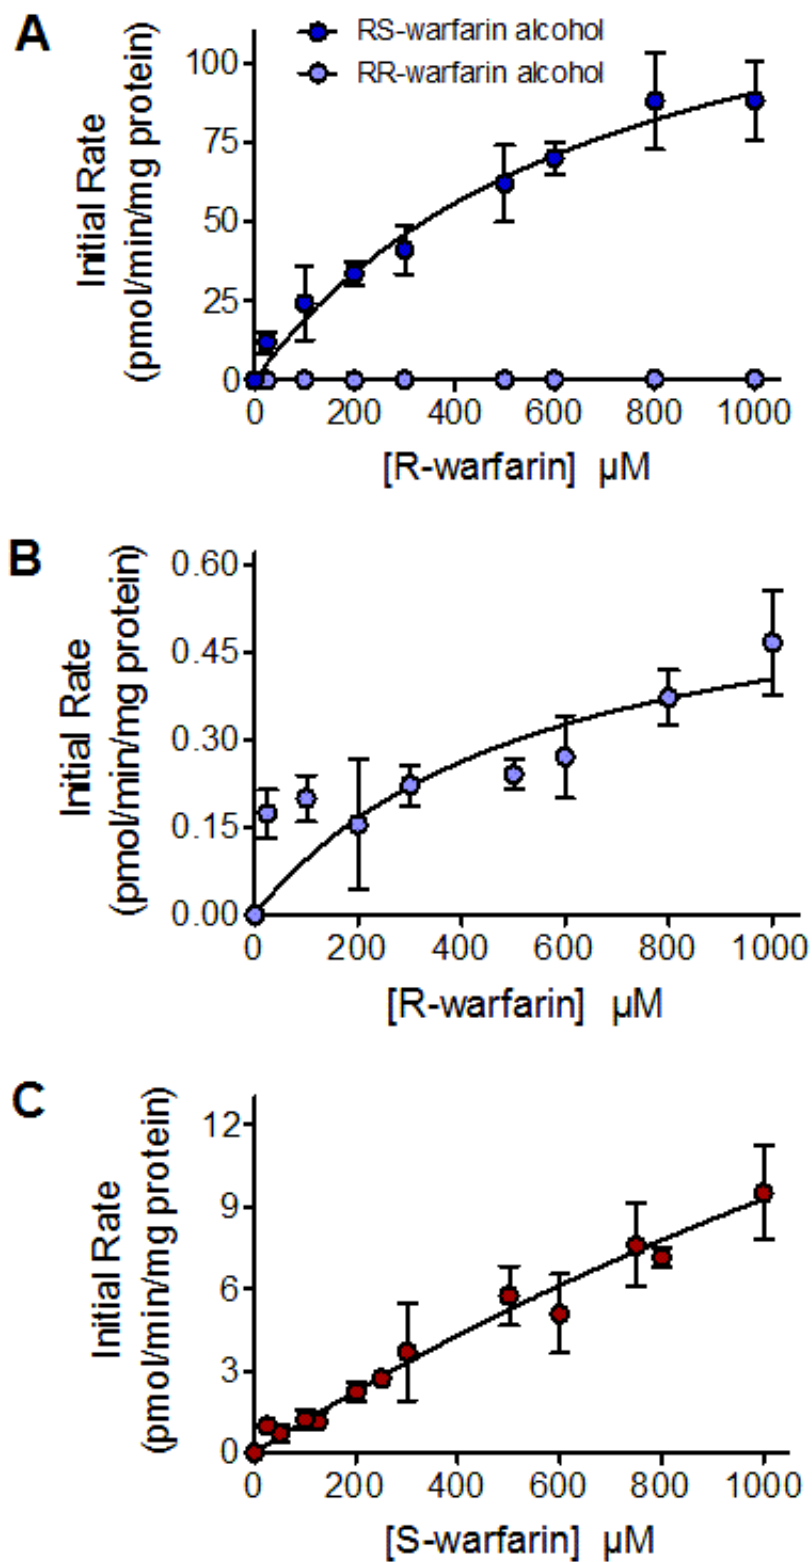 A
RS-warfarin alcohol
RR-warfarin alcohol
Initial Rate
(pmol/min/mg protein)
100
75
50
25
0
0 200 400 600 800 1000
[R-warfarin] µM
B
Initial Rate
(pmol/min/mg protein)
0.60
0.45
0.30
0.15
0.00
0 200 400 600 800 1000
[R-warfarin] µM
C
Initial Rate
(pmol/min/mg protein)
12
9
6
3
0
0 200 400 600 800 1000
[S-warfarin] µM